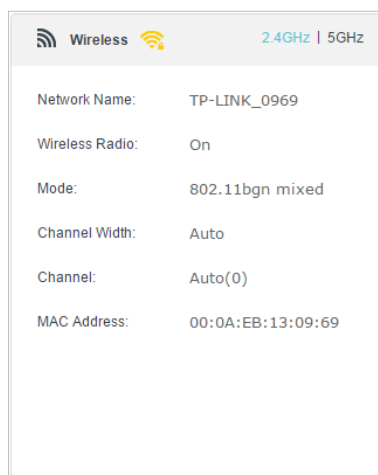 Wireless 2.4GHz | 5GHz
Network Name: TP-LINK_0969
Wireless Radio: On
Mode: 802.11bgn mixed
Channel Width: Auto
Channel: Auto(0)
MAC Address: 00:0A:EB:13:09:69